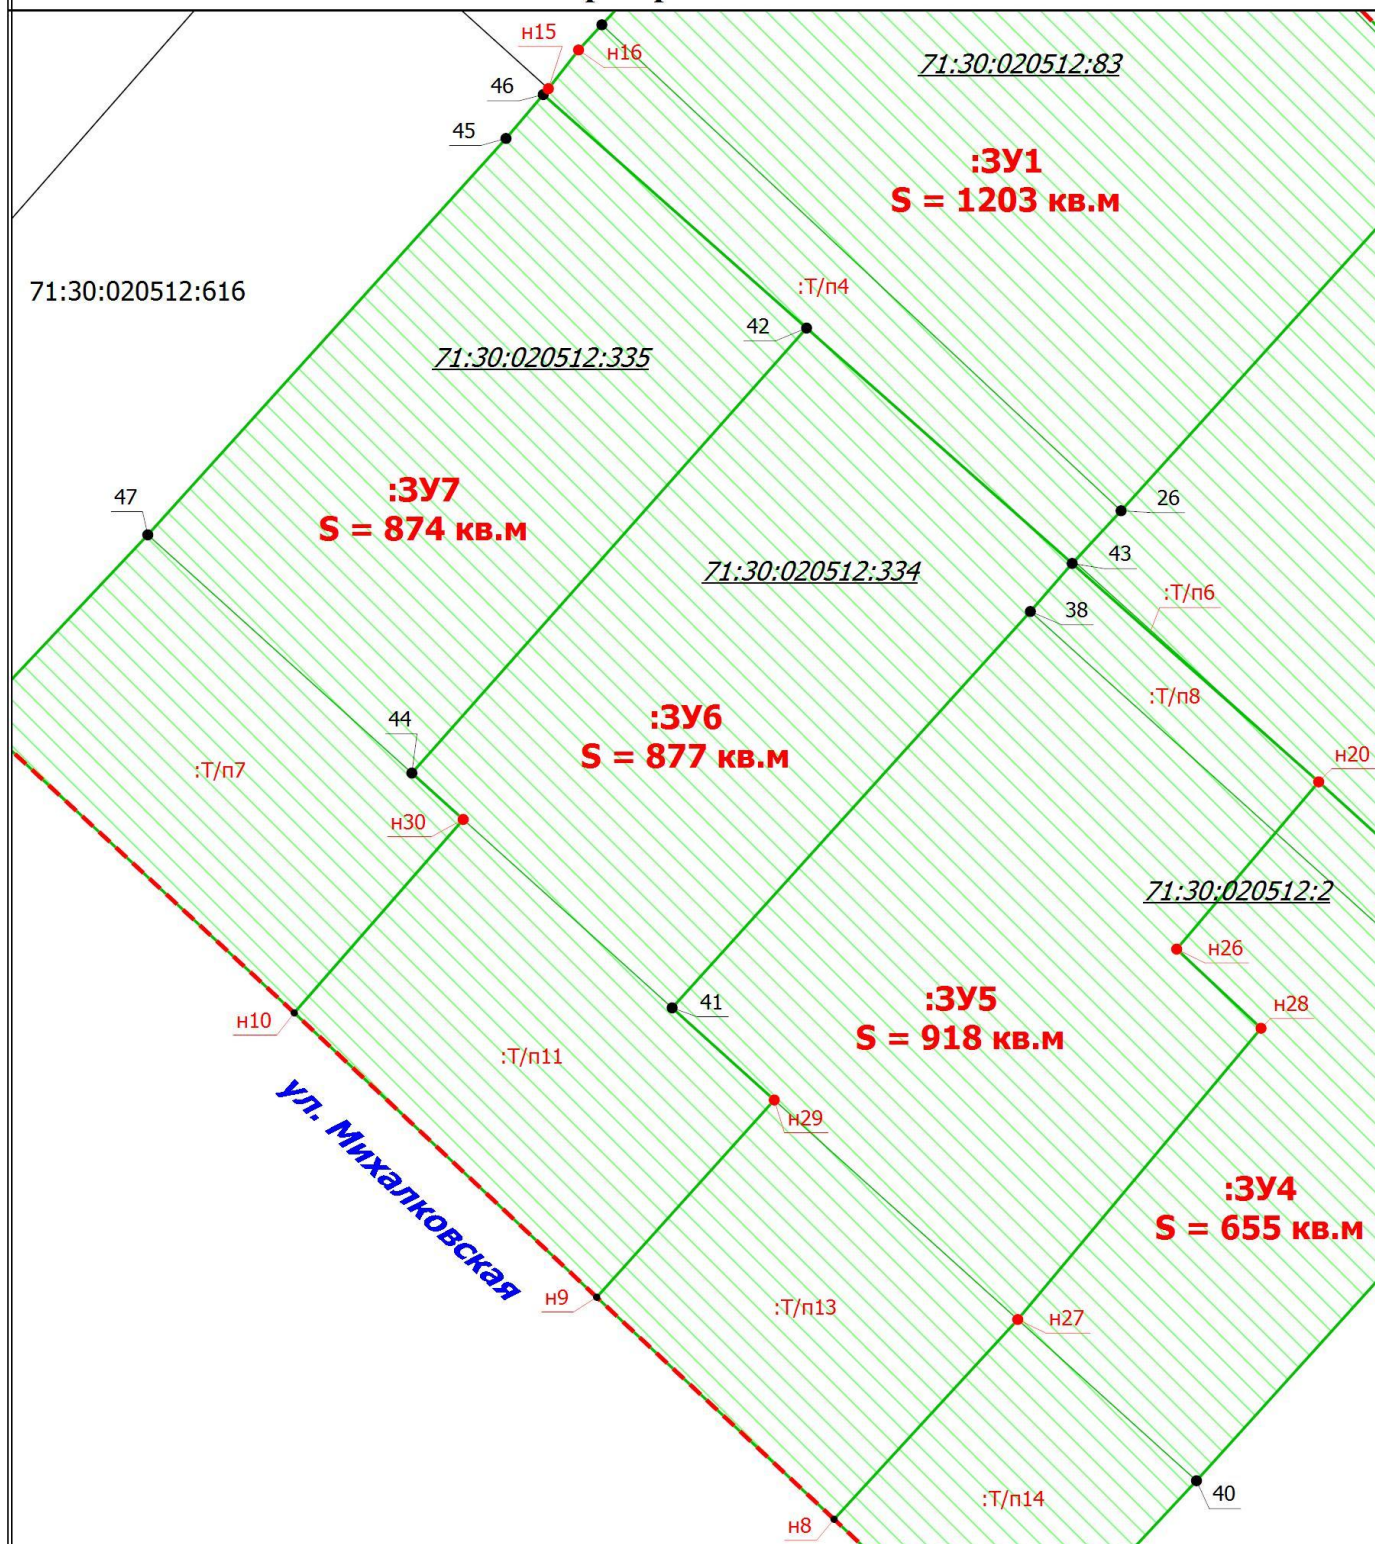 н15
н16
71:30:020512:83
46
45
:ЗУ1
S = 1203 кв.м
71:30:020512:616
:Т/п4
42
71:30:020512:335
47
:ЗУ7
S = 874 кв.м
26
43
71:30:020512:334
:Т/п6
38
:Т/п8
44
:ЗУ6
S = 877 кв.м
н20
:Т/п7
н30
71:30:020512:2
н26
41
:ЗУ5
S = 918 кв.м
н28
н10
:Т/п11
ул. Михалковская
н29
:ЗУ4
S = 655 кв.м
н9
:Т/п13
н27
:Т/п14
40
н8